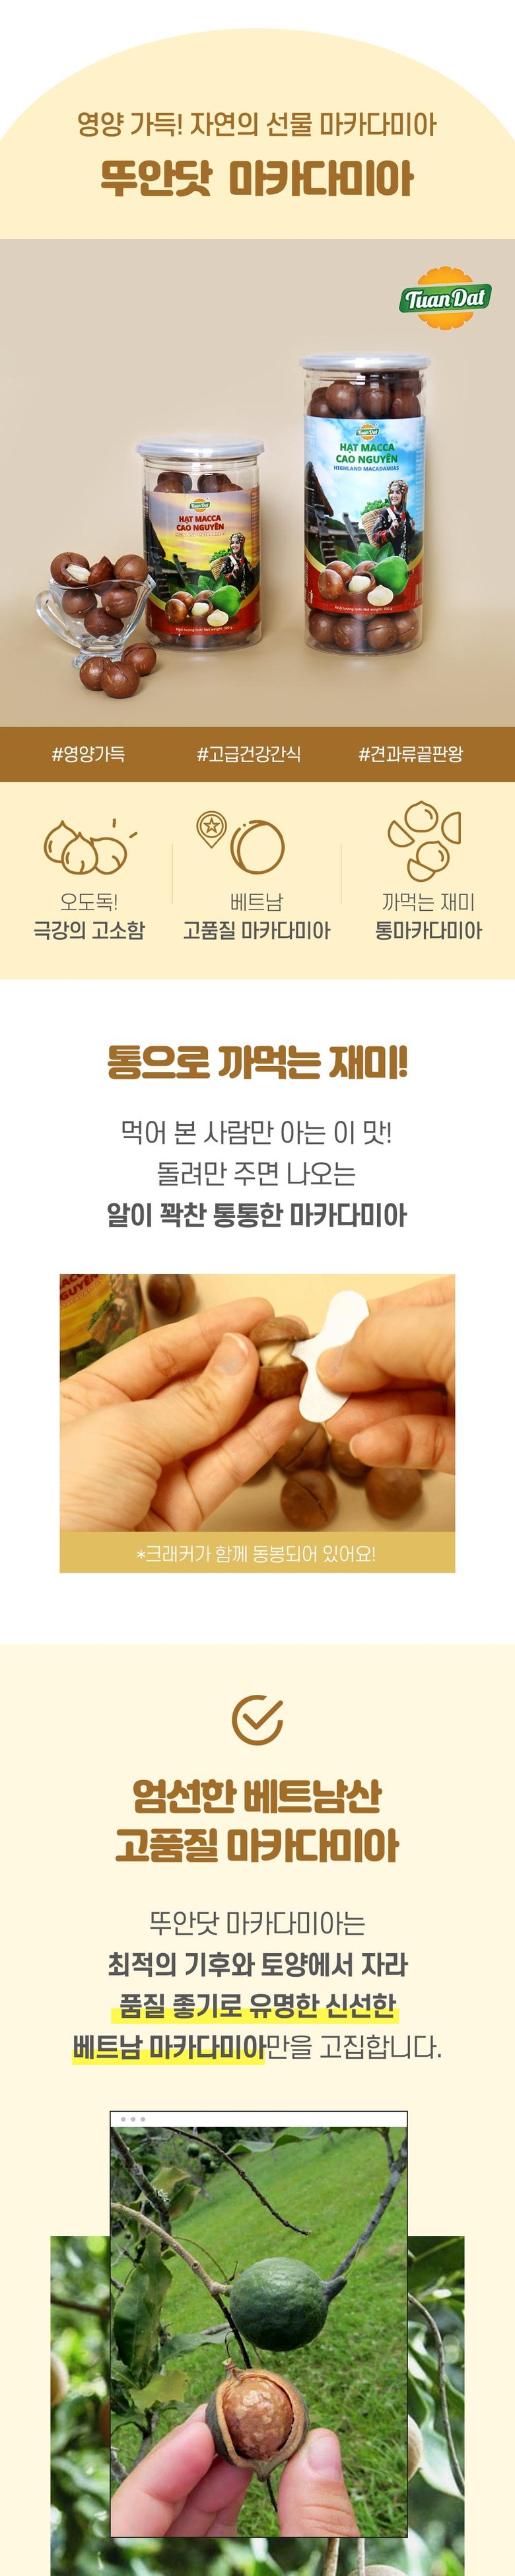 영양 가득! 자연의 선물 마카다미아
뚜안닷 마카다미아
Tuan Dat
Tuan Dat
HẠT MACCA
CAO NGUYÊN
HIGHLAND MACADAMIAS
Tuan Dat
HẠT MACCA
CAO NGUYÊN
#영양가득 #고급건강간식 #견과류끝판왕
오도독!
극강의 고소함
베트남
고품질 마카다미아
까먹는 재미
통마카다미아
통으로 까먹는 재미!
먹어 본 사람만 아는 이 맛!
돌려만 주면 나오는
알이 꽉찬 통통한 마카다미아
*크래커가 함께 동봉되어 있어요!
엄선한 베트남산
고품질 마카다미아
뚜안닷 마카다미아는
최적의 기후와 토양에서 자라
품질 좋기로 유명한 신선한
베트남 마카다미아만을 고집합니다.